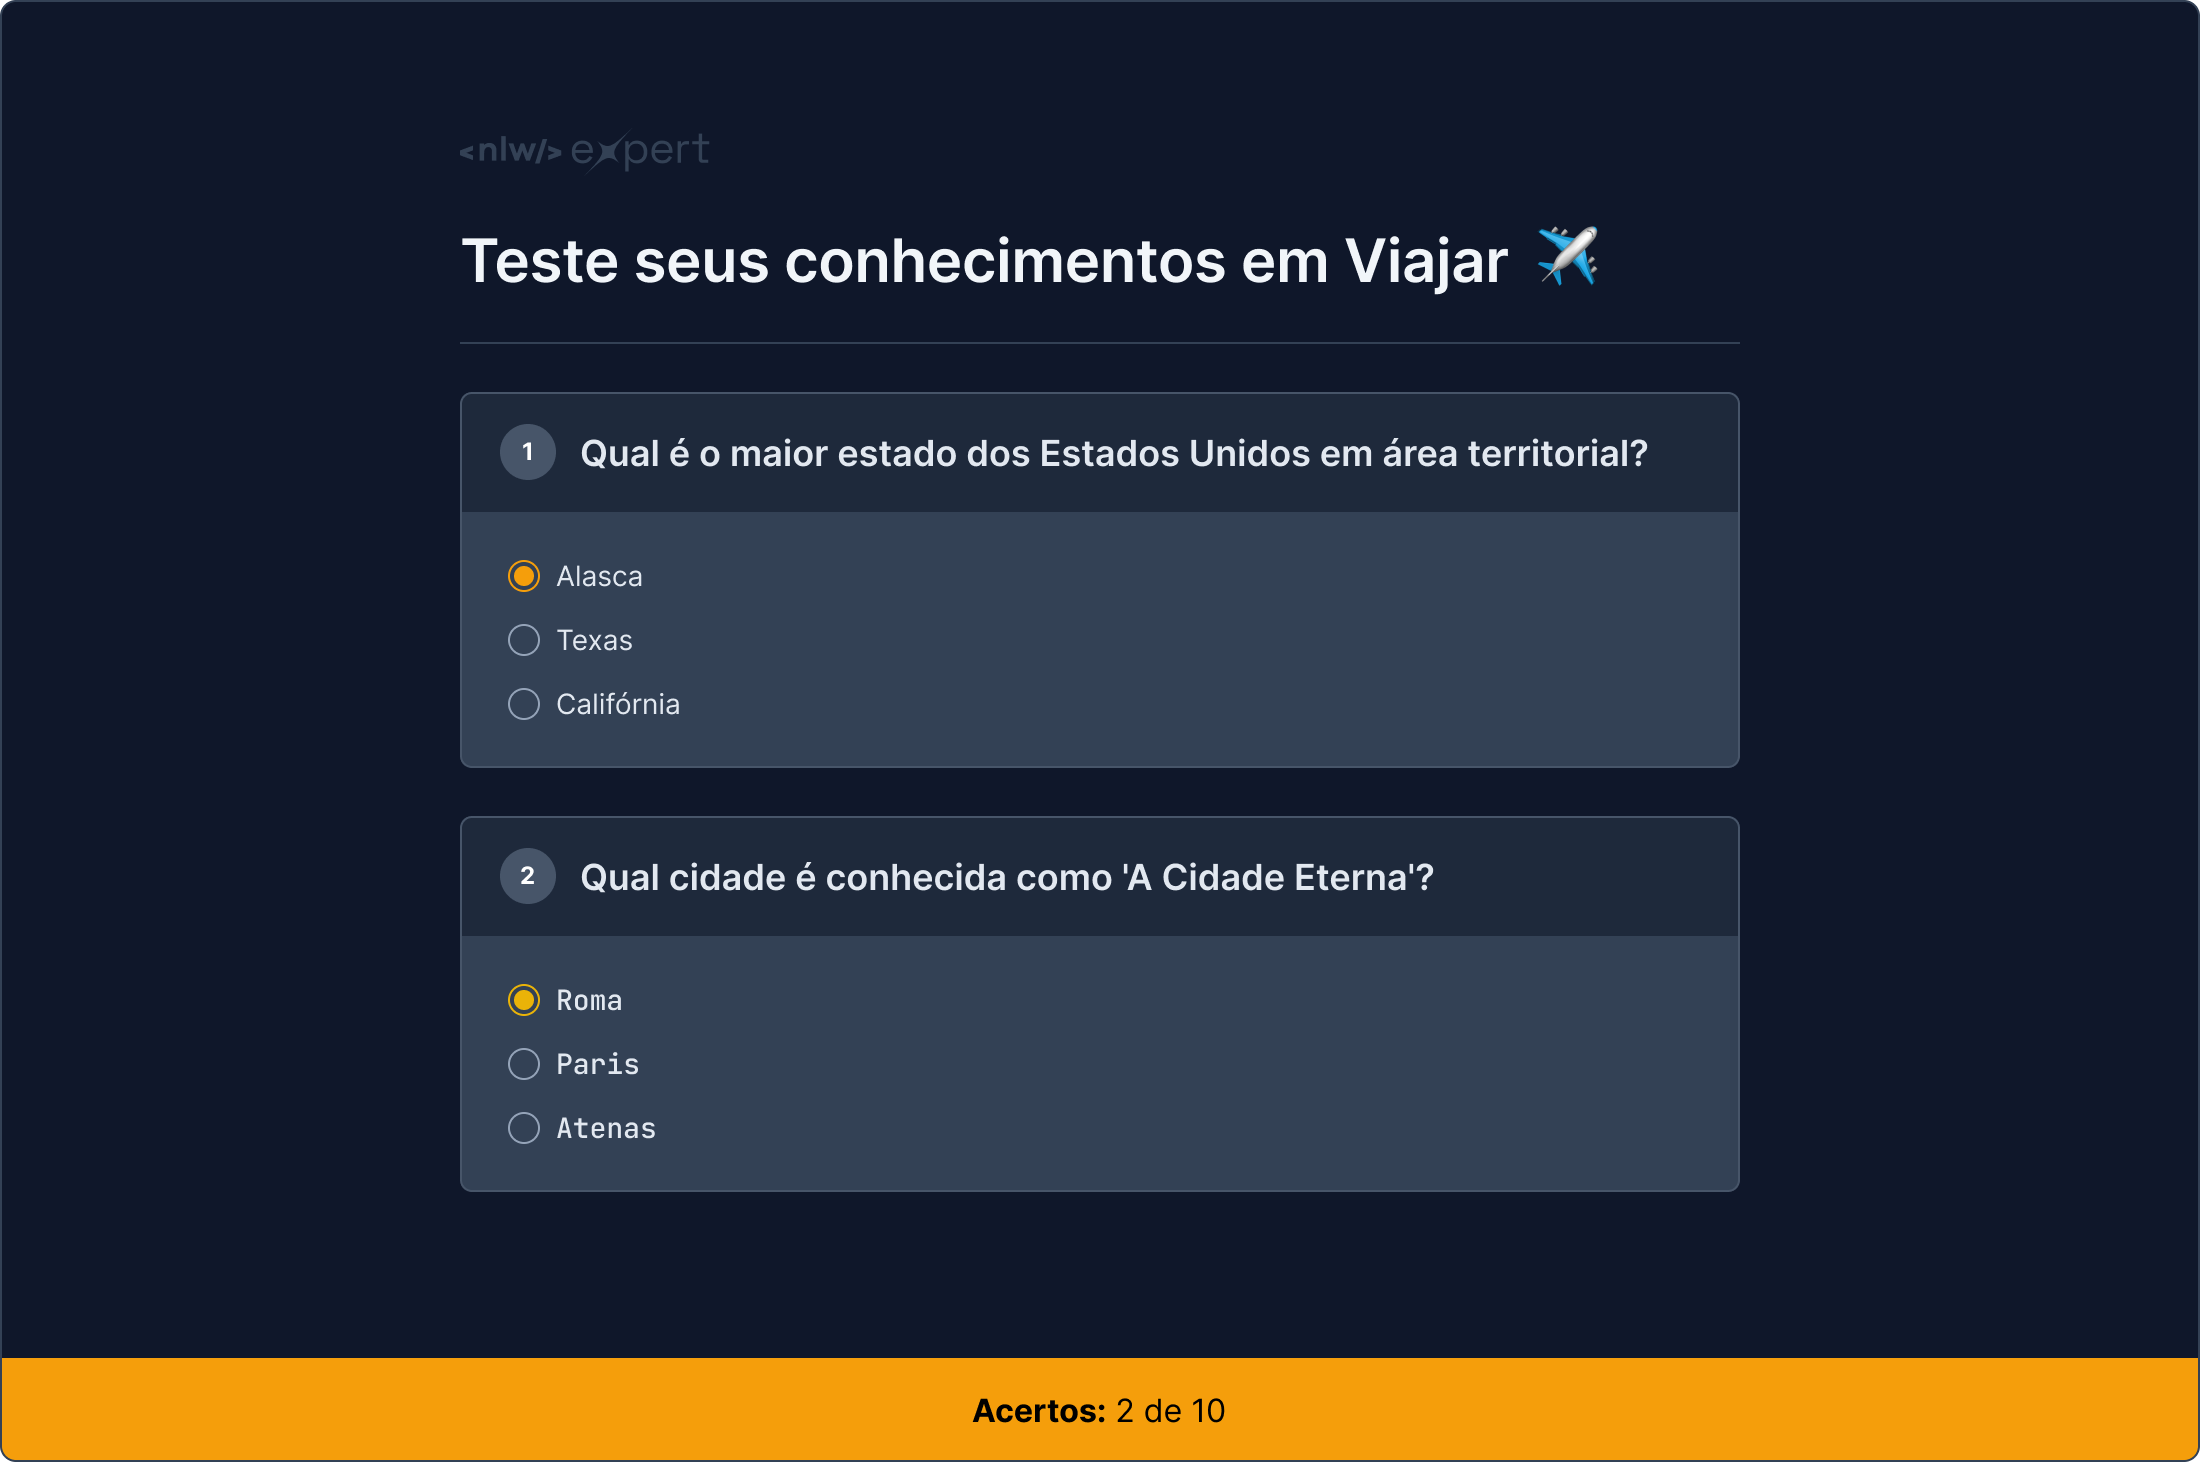 <nlw/> expert
Teste seus conhecimentos em Viajar ✈️
1 Qual é o maior estado dos Estados Unidos em área territorial?
Alasca
Texas
Califórnia
2 Qual cidade é conhecida como 'A Cidade Eterna'?
Roma
Paris
Atenas
Acertos: 2 de 10